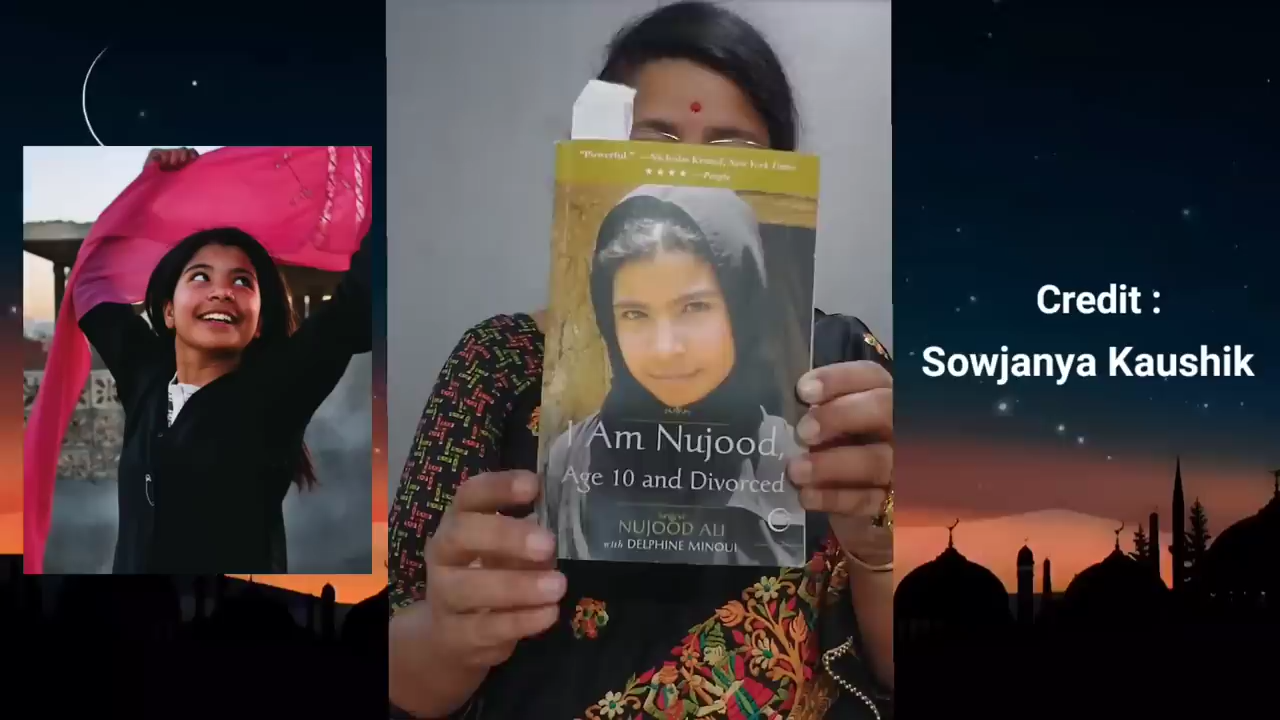 "Powerful." —Nicholas Kristof, New York Times
★★★★ —People
I Am Nujood,
Age 10 and Divorced
NUJOOD ALI
with DELPHINE MINOUI
Credit :
Sowjanya Kaushik